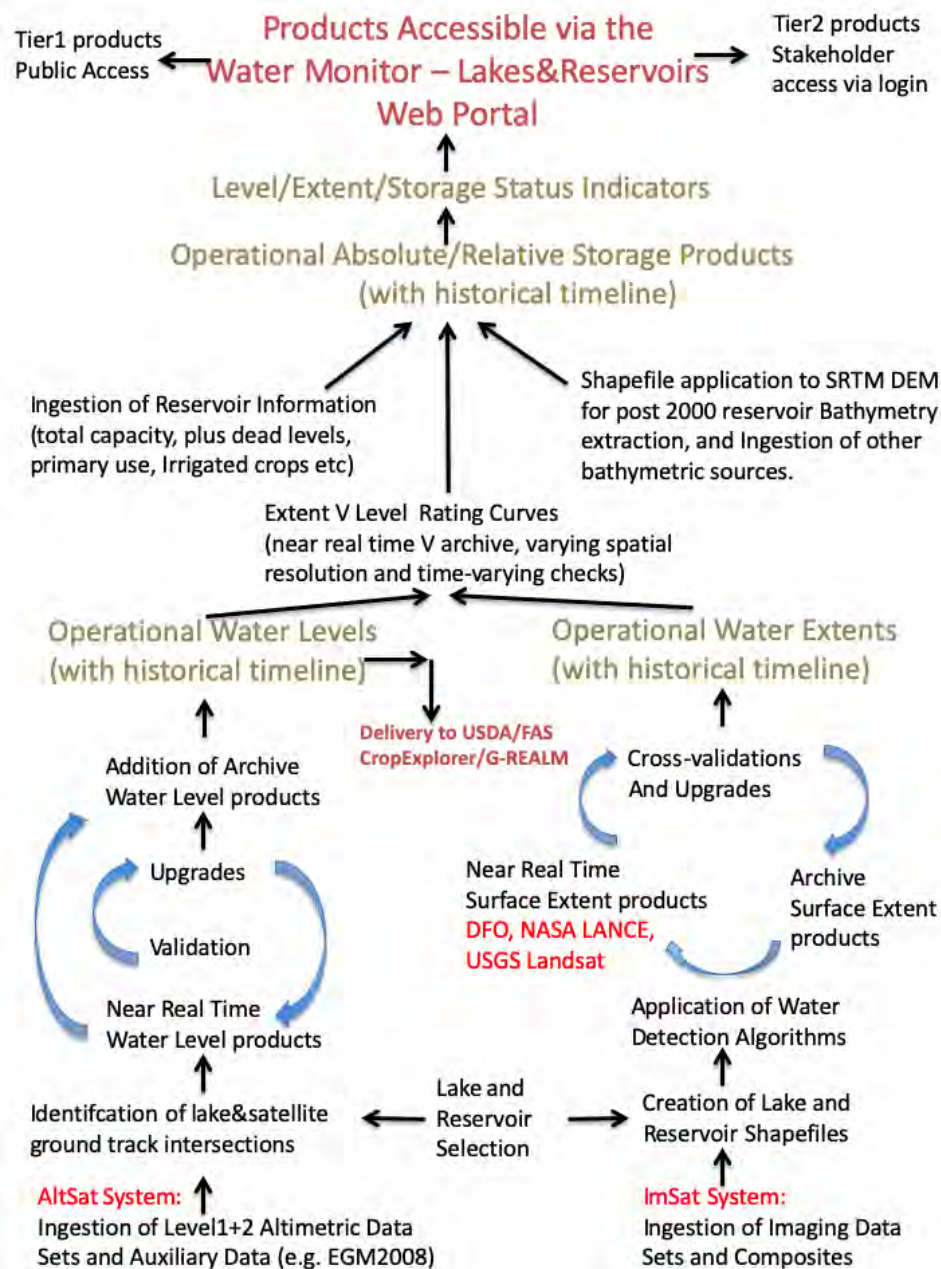 Tier1 products
Public Access
Products Accessible via the
Water Monitor – Lakes&Reservoirs
Web Portal
Tier2 products
Stakeholder
access via login
Level/Extent/Storage Status Indicators
Operational Absolute/Relative Storage Products
(with historical timeline)
Ingestion of Reservoir Information
(total capacity, plus dead levels,
primary use, Irrigated crops etc)
Shapefile application to SRTM DEM
for post 2000 reservoir Bathymetry
extraction, and Ingestion of other
bathymetric sources.
Extent V Level Rating Curves
(near real time V archive, varying spatial
resolution and time-varying checks)
Operational Water Levels
(with historical timeline)
Operational Water Extents
(with historical timeline)
Delivery to USDA/FAS
CropExplorer/G-REALM
Addition of Archive
Water Level products
Upgrades
Validation
Near Real Time
Water Level products
Cross-validations
And Upgrades
Near Real Time
Surface Extent products
DFO, NASA LANCE,
USGS Landsat
Archive
Surface Extent
products
Application of Water
Detection Algorithms
Identifcation of lake&satellite
ground track intersections
Lake and
Reservoir
Selection
Creation of Lake and
Reservoir Shapefiles
AltSat System:
Ingestion of Level1+2 Altimetric Data
Sets and Auxiliary Data (e.g. EGM2008)
ImSat System:
Ingestion of Imaging Data
Sets and Composites